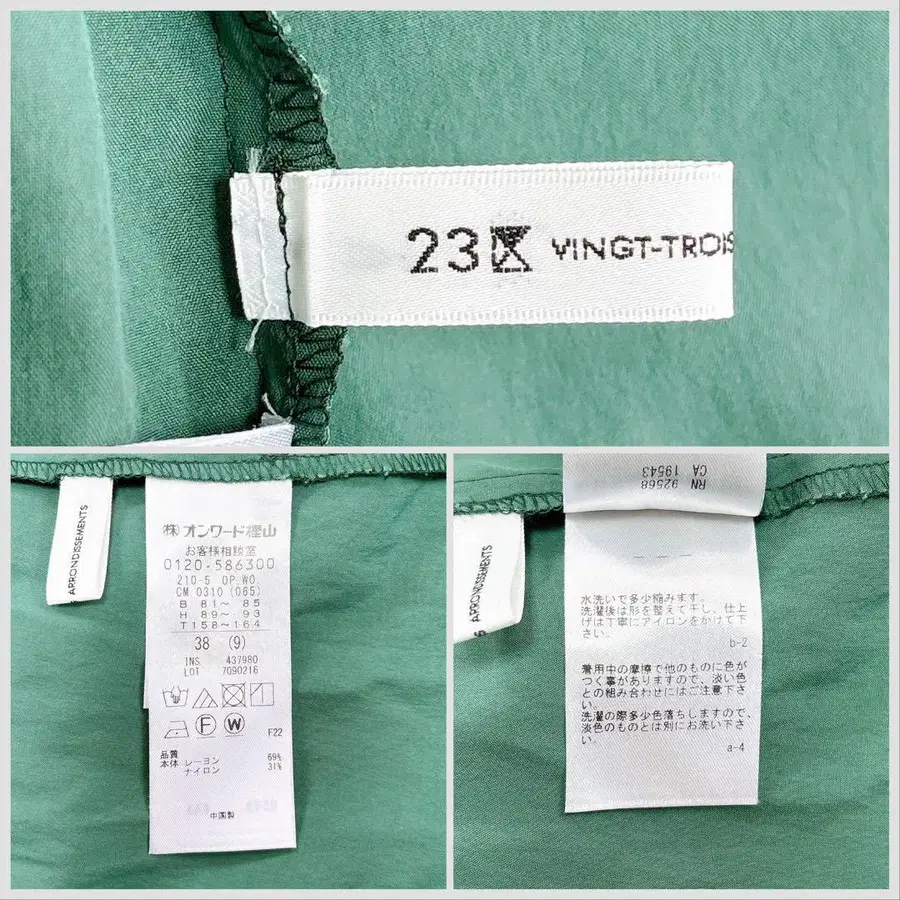 23区 VINGT-TROIS
ARRONDISSEMENTS
㈱オンワード樫山
お客様相談室
0120-586300
210-5 OP.WO.
CM 0310 (065)
B 81～ 85
H 89～ 93
T158～164
38 (9)
INS 437980
LOT 7090216
F W
F22
品質
本体 レーヨン 69%
ナイロン 31%
中国製
RN 92568
CA 19543
S ARRONDISSEMENTS
水洗いで多少縮みます。
洗濯後は形を整えて干し、仕上
げは丁寧にアイロンをかけて下
さい。
b-2
着用中の摩擦で他のものに色が
つく事がありますので、淡い色
との組み合わせにはご注意下さ
い。
洗濯の際多少色落ちしますので、
淡色のものとは別にお洗い下さ
い。
a-4